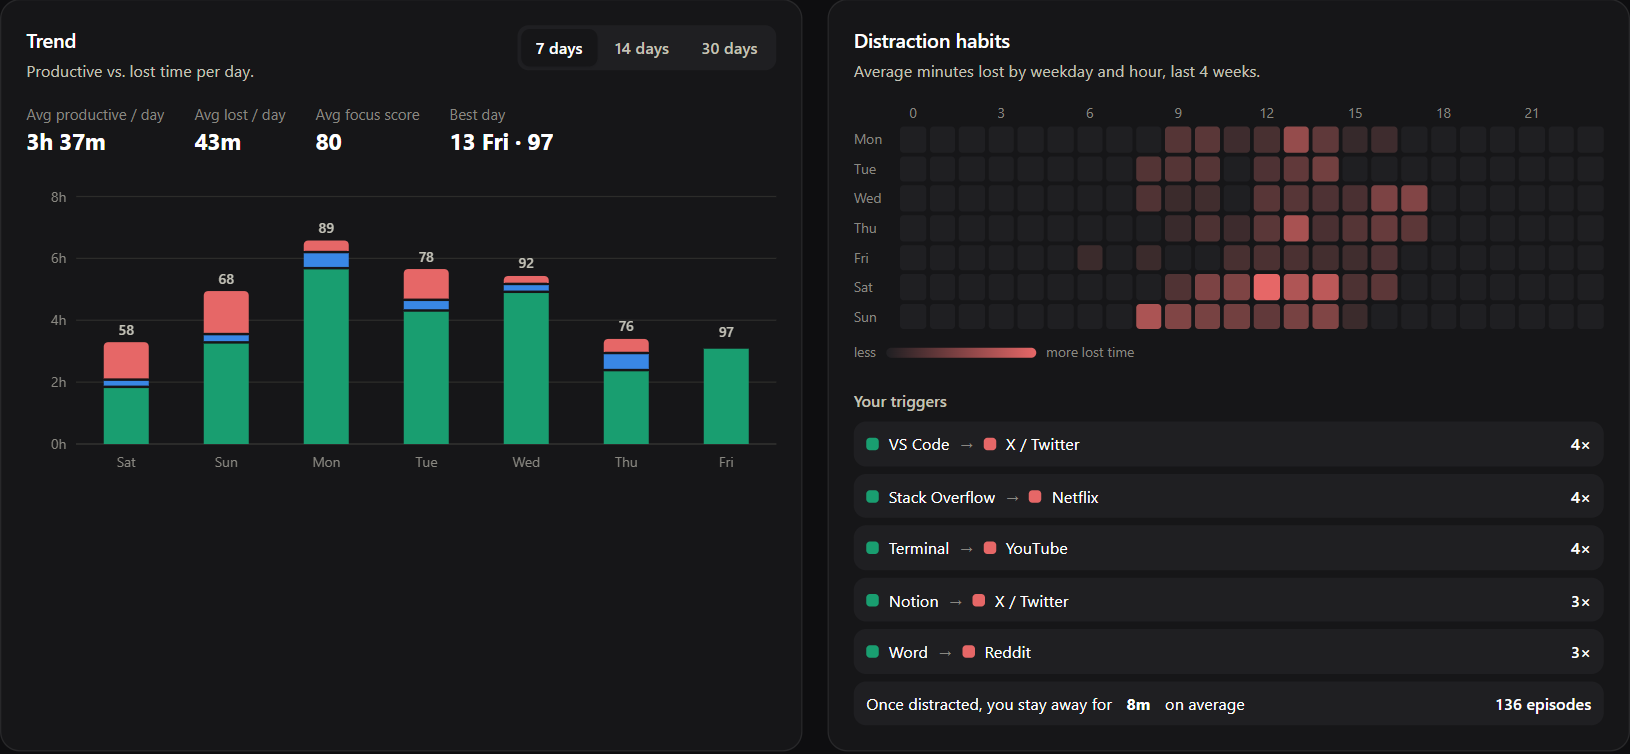 Trend
Productive vs. lost time per day.
7 days
14 days
30 days
Avg productive / day
3h 37m
Avg lost / day
43m
Avg focus score
80
Best day
13 Fri · 97
8h
6h
4h
2h
0h
58
68
89
78
92
76
97
Sat
Sun
Mon
Tue
Wed
Thu
Fri
Distraction habits
Average minutes lost by weekday and hour, last 4 weeks.
0
3
6
9
12
15
18
21
Mon
Tue
Wed
Thu
Fri
Sat
Sun
less
more lost time
Your triggers
VS Code → X / Twitter 4×
Stack Overflow → Netflix 4×
Terminal → YouTube 4×
Notion → X / Twitter 3×
Word → Reddit 3×
Once distracted, you stay away for 8m on average 136 episodes